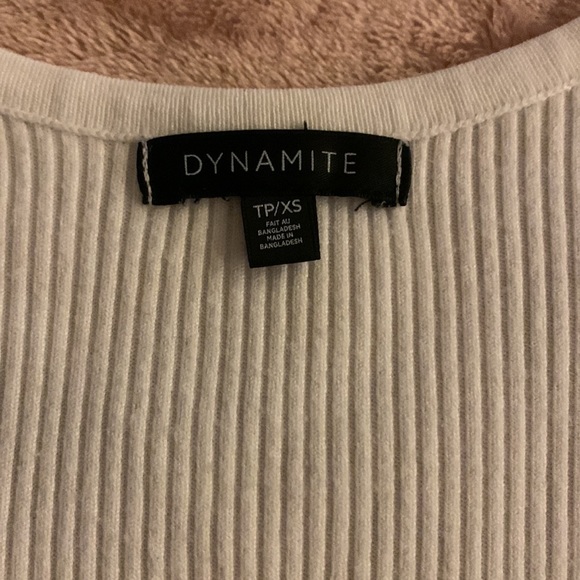 DYNAMITE
TP/XS
FAIT AU
BANGLADESH
MADE IN
BANGLADESH